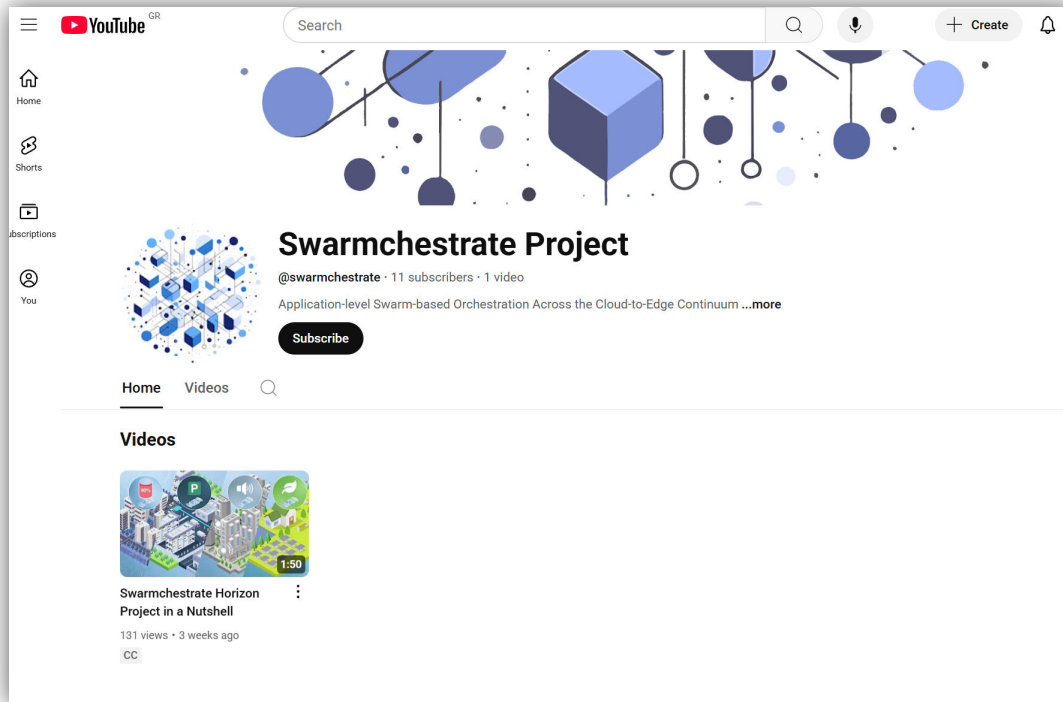 YouTube GR
Search
Create
Home
Shorts
ubscriptions
You
Swarmchestrate Project
@swarmchestrate · 11 subscribers · 1 video
Application-level Swarm-based Orchestration Across the Cloud-to-Edge Continuum ...more
Subscribe
Home Videos
Videos
P
1:50
Swarmchestrate Horizon
Project in a Nutshell
131 views • 3 weeks ago
CC